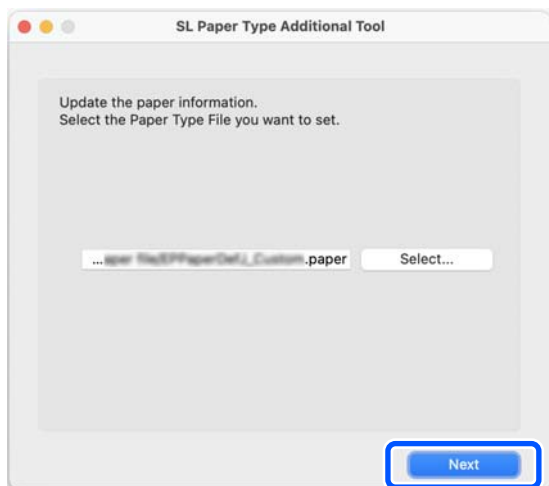 SL Paper Type Additional Tool
Update the paper information.
Select the Paper Type File you want to set.
... .paper
Select...
Next